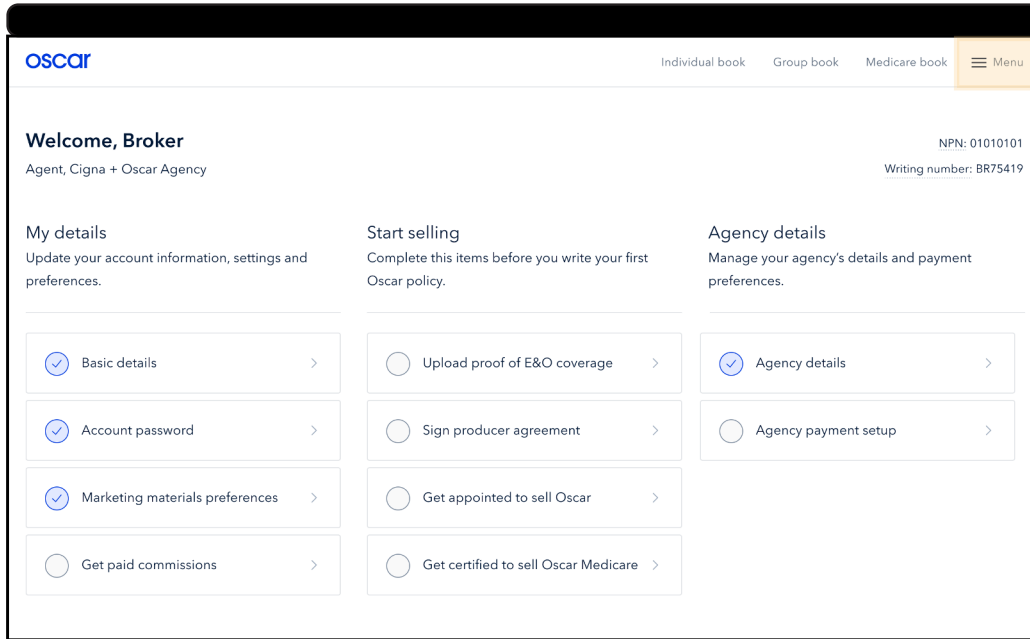 oscar
Individual book
Group book
Medicare book
Menu
Welcome, Broker
Agent, Cigna + Oscar Agency
NPN: 01010101
Writing number: BR75419
My details
Update your account information, settings and
preferences.
Basic details
Account password
Marketing materials preferences
Get paid commissions
Start selling
Complete this items before you write your first
Oscar policy.
Upload proof of E&O coverage
Sign producer agreement
Get appointed to sell Oscar
Get certified to sell Oscar Medicare
Agency details
Manage your agency's details and payment
preferences.
Agency details
Agency payment setup